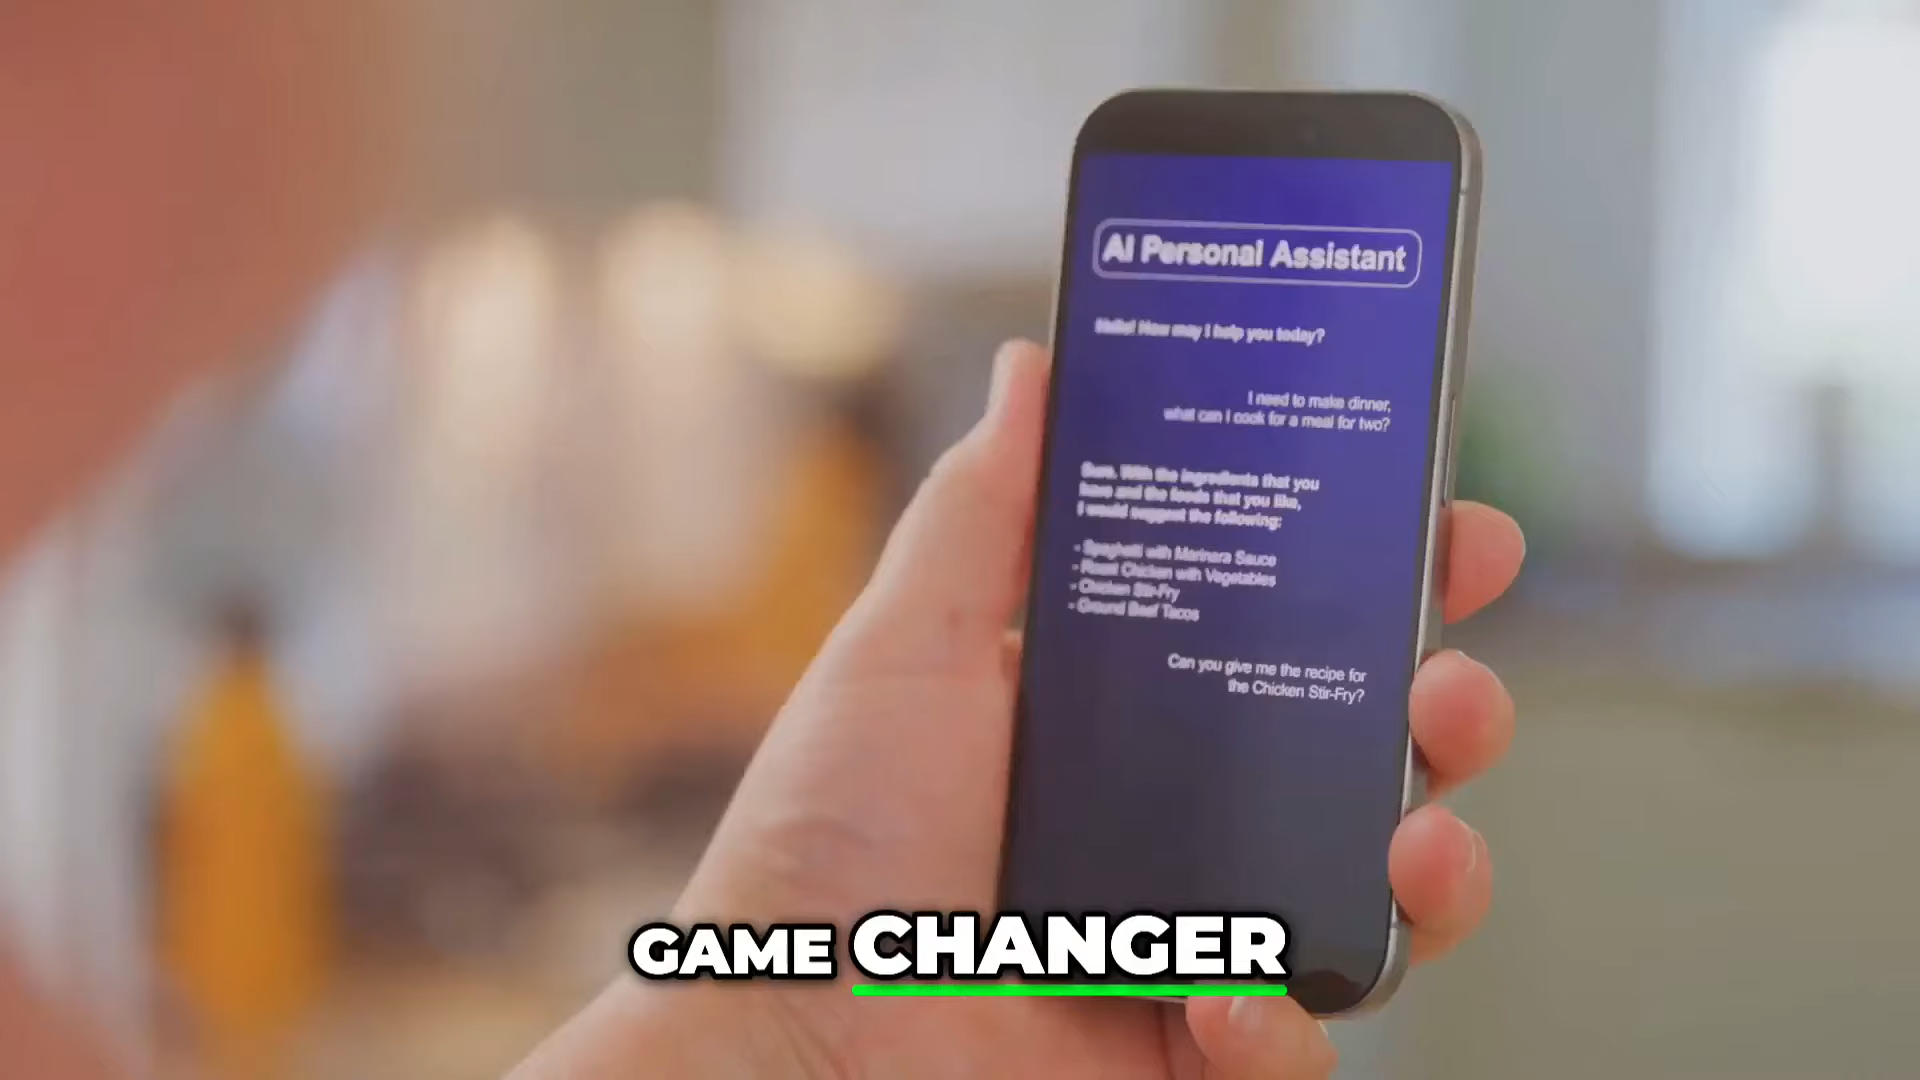 AI Personal Assistant
Hello! How may I help you today?
I need to make dinner,
what can I cook for a meal for two?
Sure. With the ingredients that you
have and the foods that you like,
I would suggest the following:
- Spaghetti with Marinara Sauce
- Roast Chicken with Vegetables
- Chicken Stir-Fry
- Ground Beef Tacos
Can you give me the recipe for
the Chicken Stir-Fry?
GAME CHANGER